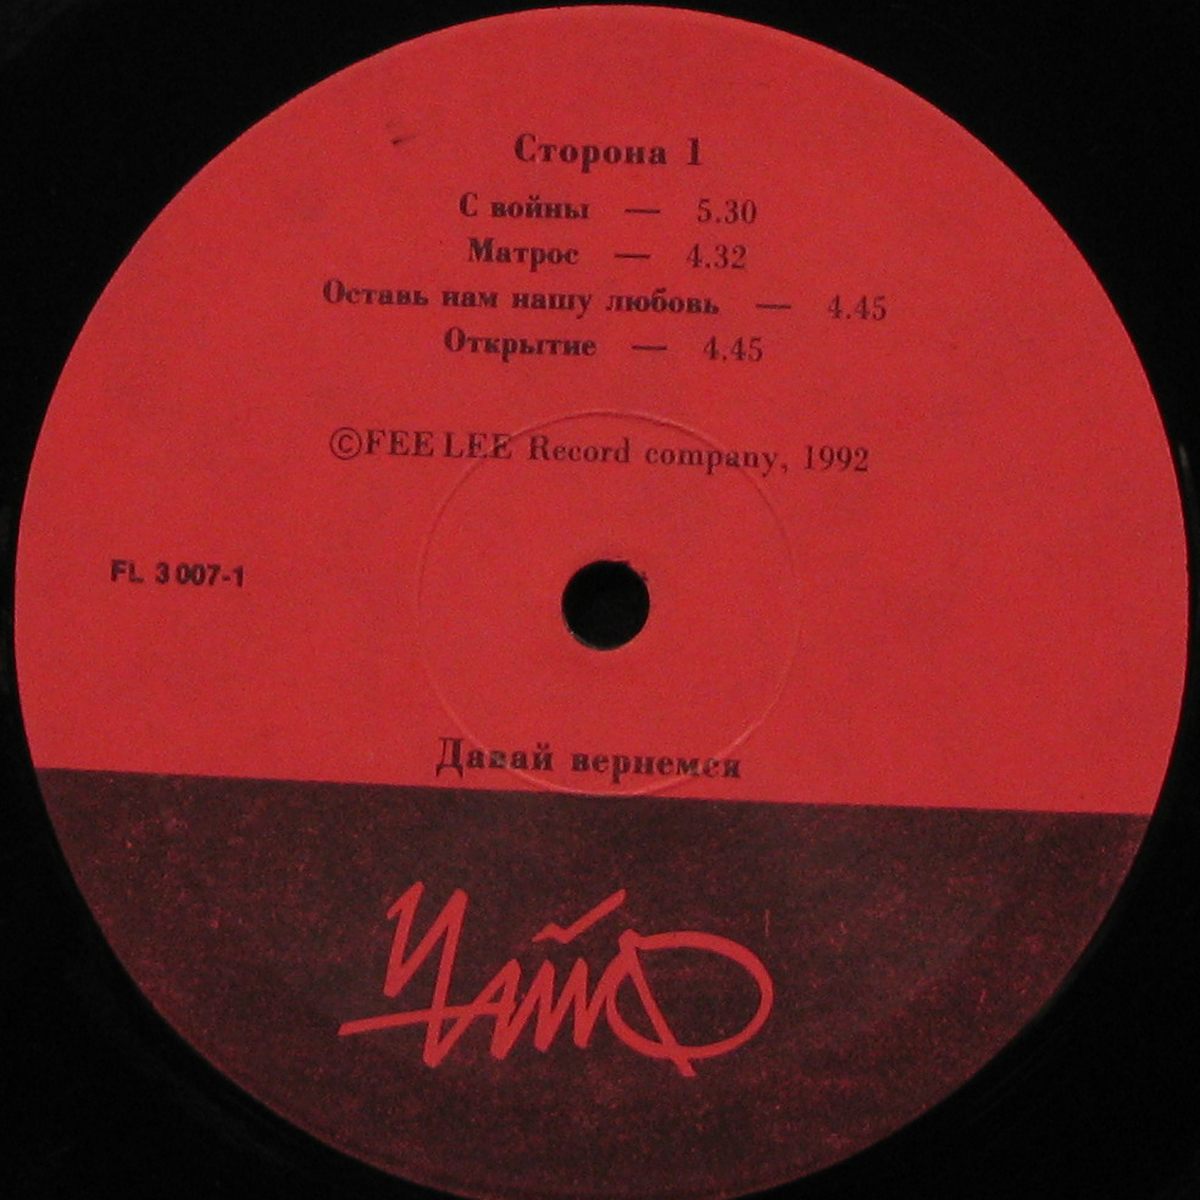 Сторона 1
С войны — 5.30
Матрос — 4.32
Оставь нам нашу любовь — 4.45
Открытие — 4.45
©FEE LEE Record company, 1992
FL 3 007-1
Давай вернемся
Чайф